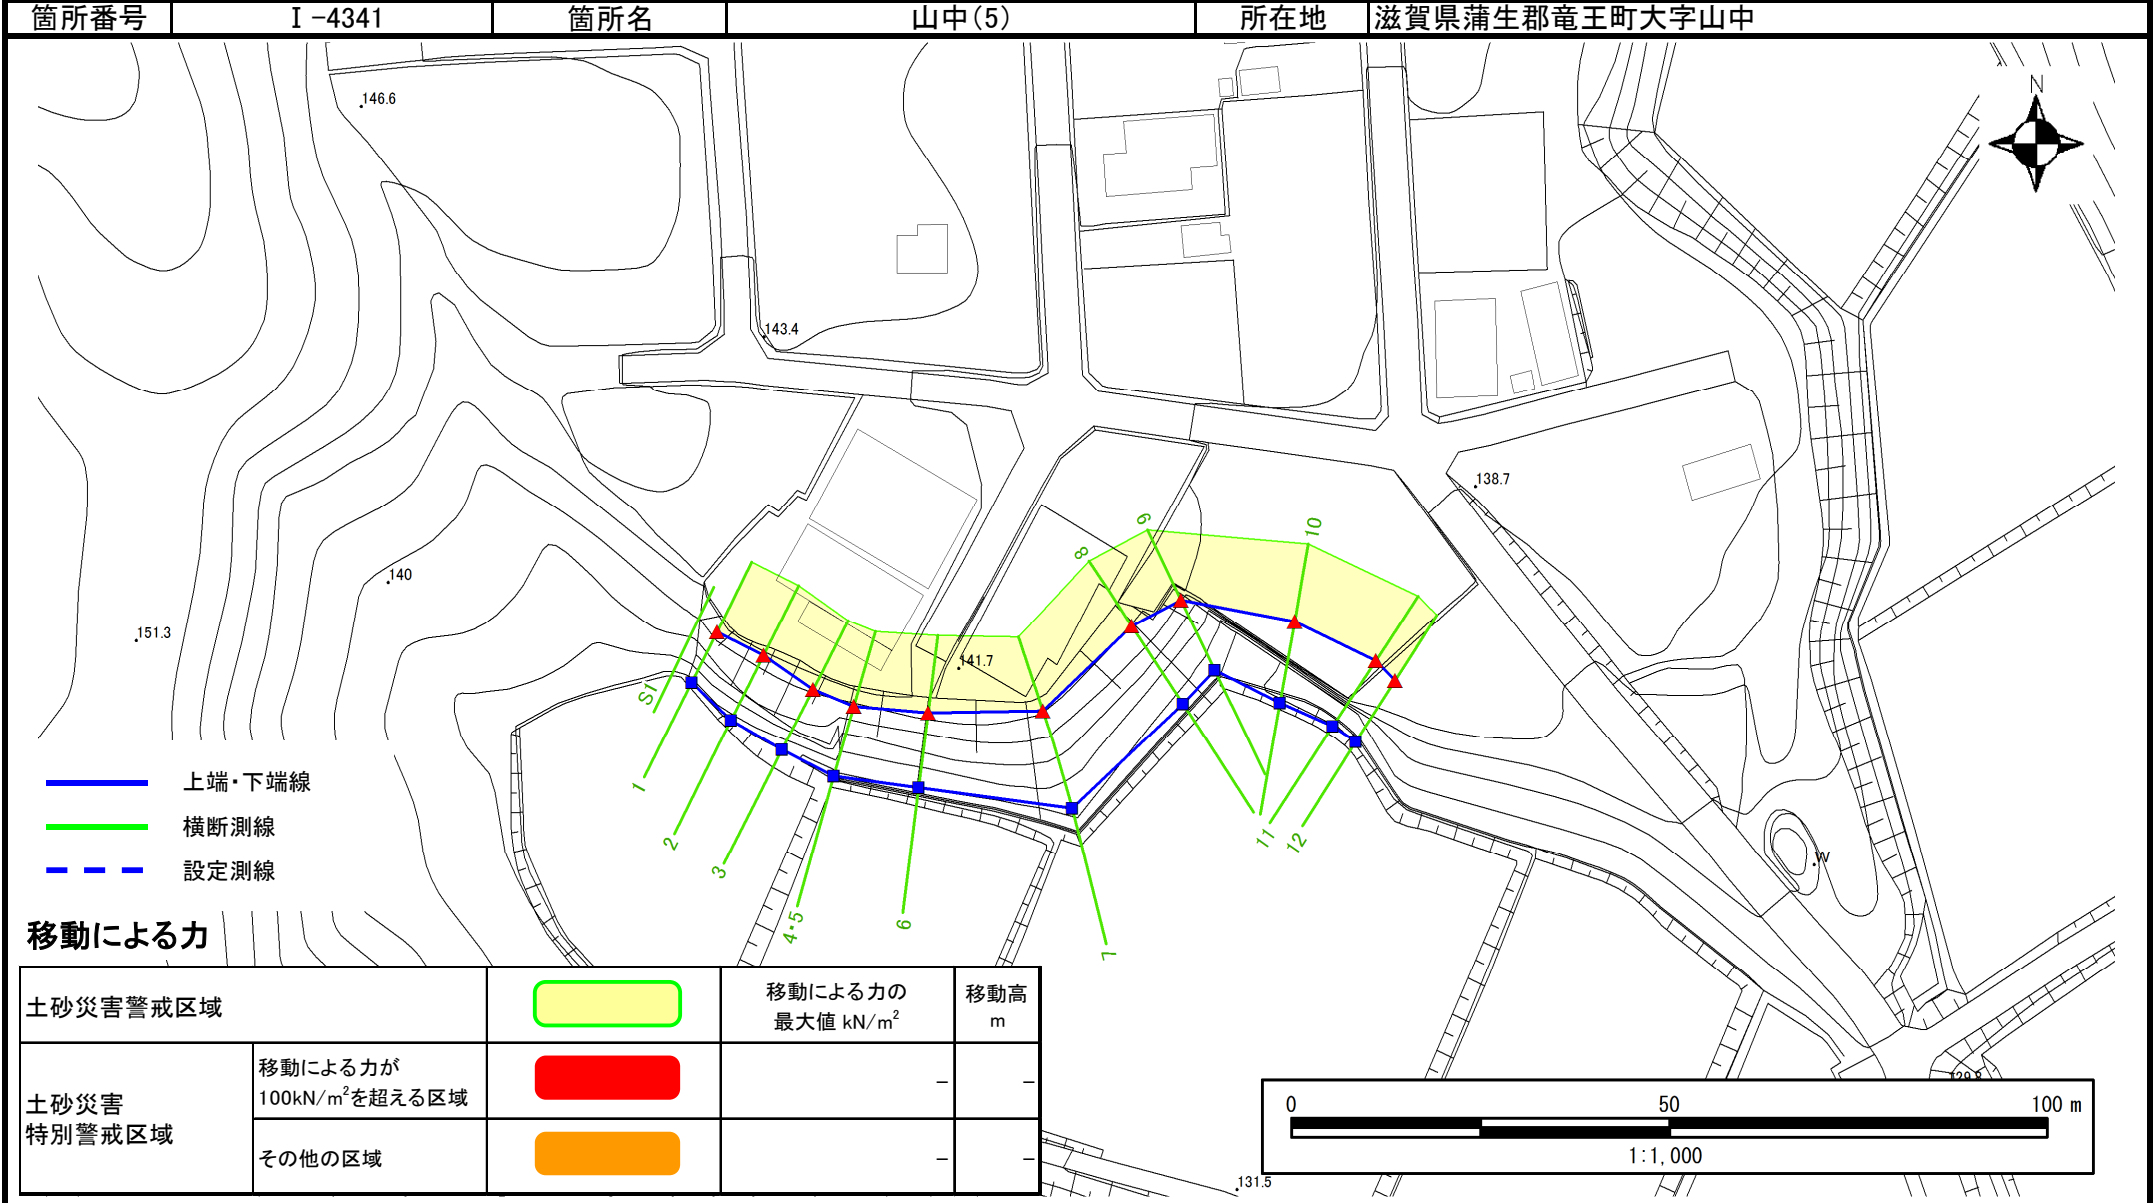 箇所番号 Ⅰ-4341 箇所名 山中(5) 所在地 滋賀県蒲生郡竜王町大字山中
N
146.6
143.4
138.7
140
151.3
141.7
S1
1
2
3
4・5
6
7
8
9
10
11
12
W
上端・下端線
横断測線
設定測線
移動による力
土砂災害警戒区域
移動による力の
最大値 kN/m²
移動高
m
土砂災害
特別警戒区域
移動による力が
100kN/m²を超える区域
- -
その他の区域
- -
129.8
0 50 100 m
1:1,000
131.5